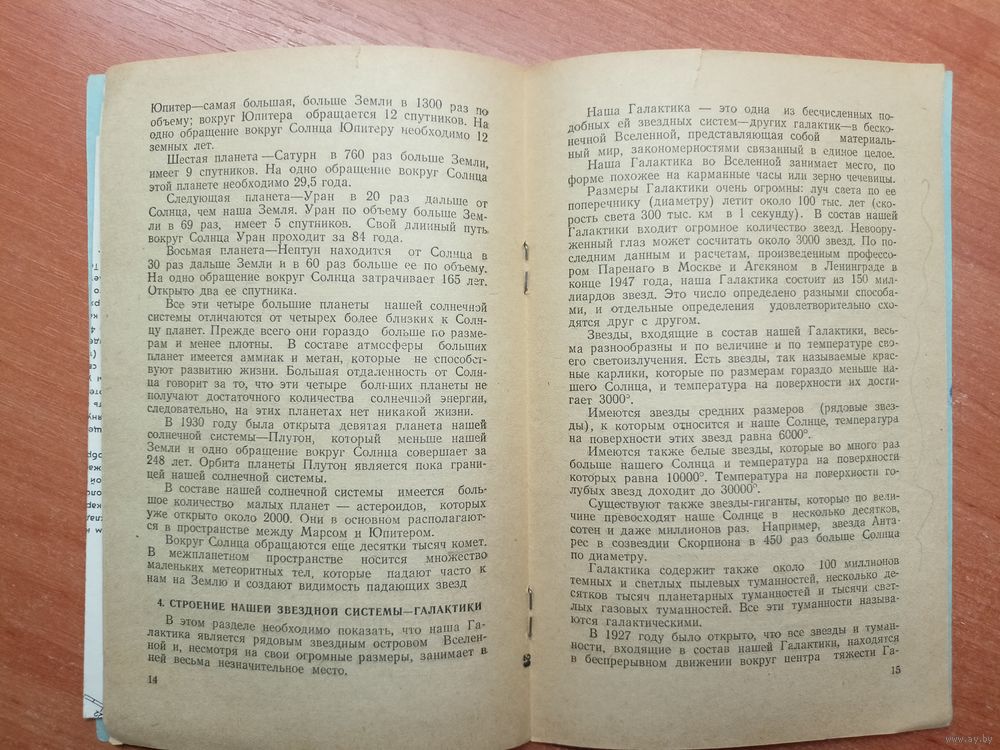 Юпитер—самая большая, больше Земли в 1300 раз по
объему; вокруг Юпитера обращается 12 спутников. На
одно обращение вокруг Солнца Юпитеру необходимо 12
земных лет.
Шестая планета—Сатурн в 760 раз больше Земли,
имеет 9 спутников. На одно обращение вокруг Солнца
этой планете необходимо 29,5 года.
Следующая планета—Уран в 20 раз дальше от
Солнца, чем наша Земля. Уран по объему больше Зем-
ли в 69 раз, имеет 5 спутников. Свой длинный путь
вокруг Солнца Уран проходит за 84 года.
Восьмая планета—Нептун находится от Солнца в
30 раз дальше Земли и в 60 раз больше ее по объему.
На одно обращение вокруг Солнца затрачивает 165 лет.
Открыто два ее спутника.
Все эти четыре большие планеты нашей солнечной
системы отличаются от четырех более близких к Солн-
цу планет. Прежде всего они гораздо больше по разме-
рам и менее плотны. В составе атмосферы больших
планет имеется аммиак и метан, которые не способст-
вуют развитию жизни. Большая отдаленность от Солн-
ца говорит за то, что эти четыре больших планеты не
получают достаточного количества солнечной энергии,
следовательно, на этих планетах нет никакой жизни.
В 1930 году была открыта девятая планета нашей
солнечной системы—Плутон, который меньше нашей
Земли и одно обращение вокруг Солнца совершает за
248 лет. Орбита планеты Плутон является пока грани-
цей нашей солнечной системы.
В составе нашей солнечной системы имеется боль-
шое количество малых планет — астероидов, которых
уже открыто около 2000. Они в основном располагают-
ся в пространстве между Марсом и Юпитером.
Вокруг Солнца обращаются еще десятки тысяч комет.
В межпланетном пространстве носится множество
маленьких метеоритных тел, которые падают часто к
нам на Землю и создают видимость падающих звезд
4. СТРОЕНИЕ НАШЕЙ ЗВЕЗДНОЙ СИСТЕМЫ—ГАЛАКТИКИ
В этом разделе необходимо показать, что наша Га-
лактика является рядовым звездным островом Вселен-
ной и, несмотря на свои огромные размеры, занимает в
ней весьма незначительное место.
14
Наша Галактика — это одна из бесчисленных по-
добных ей звездных систем—других галактик—в беско-
нечной Вселенной, представляющая собой материаль-
ный мир, закономерностями связанный в единое целое.
Наша Галактика во Вселенной занимает место, по
форме похожее на карманные часы или зерно чечевицы.
Размеры Галактики очень огромны: луч света по ее
поперечнику (диаметру) летит около 100 тыс. лет (ско-
рость света 300 тыс. км в 1 секунду). В состав нашей
Галактики входит огромное количество звезд. Невоору-
женный глаз может сосчитать около 3000 звезд. По по-
следним данным и расчетам, произведенным профессо-
ром Паренаго в Москве и Агекяном в Ленинграде в
конце 1947 года, наша Галактика состоит из 150 мил-
лиардов звезд. Это число определено разными способа-
ми, и отдельные определения удовлетворительно схо-
дятся друг с другом.
Звезды, входящие в состав нашей Галактики, весь-
ма разнообразны и по величине и по температуре сво-
его светоизлучения. Есть звезды, так называемые крас-
ные карлики, которые по размерам гораздо меньше на-
шего Солнца, и температура на поверхности их дости-
гает 3000°.
Имеются звезды средних размеров (рядовые звез-
ды), к которым относится и наше Солнце, температура
на поверхности этих звезд равна 6000°.
Имеются также белые звезды, которые во много раз
больше нашего Солнца и температура на поверхности
которых равна 10000°. Температура на поверхности го-
лубых звезд доходит до 30000°.
Существуют также звезды-гиганты, которые по вели-
чине превосходят наше Солнце в несколько десятков,
сотен и даже миллионов раз. Например, звезда Анта-
рес в созвездии Скорпиона в 450 раз больше Солнца
по диаметру.
Галактика содержит также около 100 миллионов
темных и светлых пылевых туманностей, несколько де-
сятков тысяч планетарных туманностей и тысячи свет-
лых газовых туманностей. Все эти туманности называ-
ются галактическими.
В 1927 году было открыто, что все звезды и туман-
ности, входящие в состав нашей Галактики, находятся
в беспрерывном движении вокруг центра тяжести Га-
15
www.ay.by